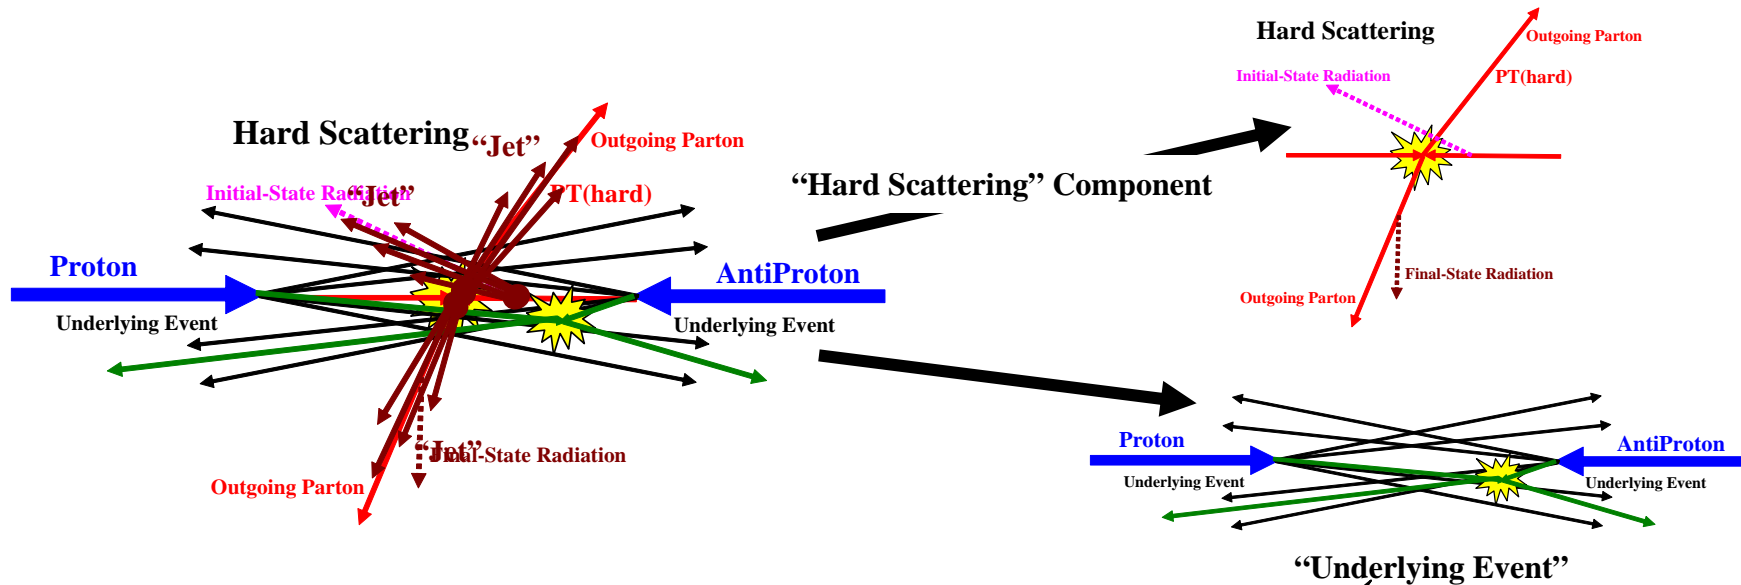 Hard Scattering
“Jet”
Outgoing Parton
Initial-State Radiation
“Jet”
PT(hard)
Proton
AntiProton
Underlying Event
Underlying Event
“Jet”
Final-State Radiation
Outgoing Parton
“Hard Scattering” Component
Hard Scattering
Outgoing Parton
Initial-State Radiation
PT(hard)
Final-State Radiation
Outgoing Parton
Proton
AntiProton
Underlying Event
Underlying Event
“Underlying Event”